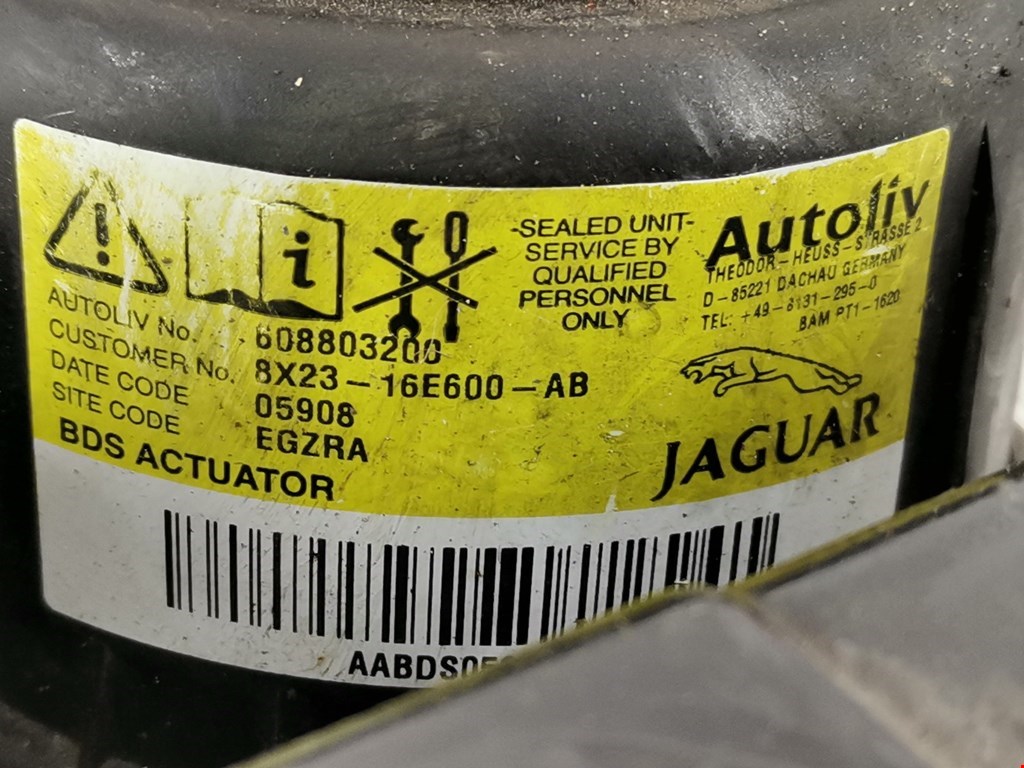 -SEALED UNIT-
SERVICE BY
QUALIFIED
PERSONNEL
ONLY
Autoliv
THEODOR-HEUSS-STRASSE 2
D-85221 DACHAU GERMANY
TEL: +49-8131-295-0
BAM PT1-1620
AUTOLIV No. 608803200
CUSTOMER No. 8X23-16E600-AB
DATE CODE 05908
SITE CODE EGZRA
BDS ACTUATOR
JAGUAR